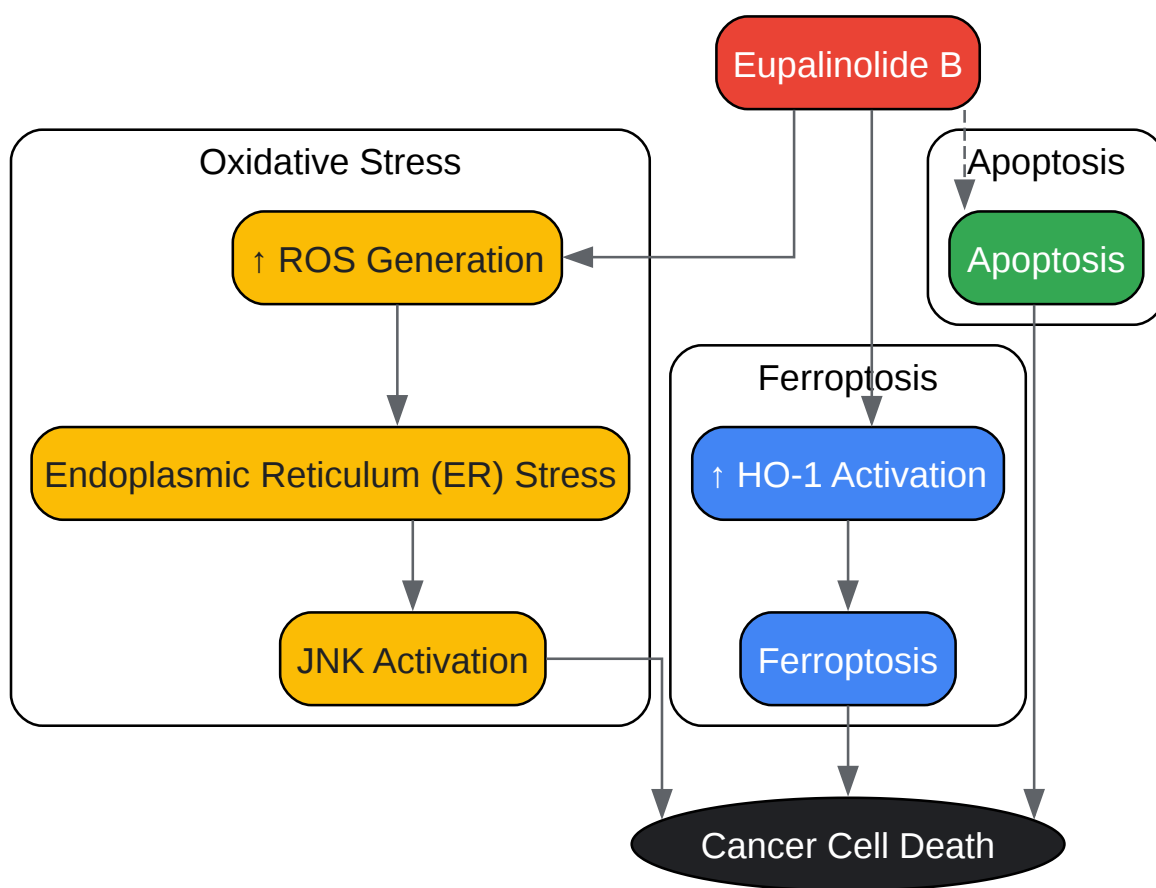 Eupalinolide B
Oxidative Stress
Apoptosis
↑ ROS Generation
Apoptosis
Ferroptosis
Endoplasmic Reticulum (ER) Stress
↑ HO-1 Activation
JNK Activation
Ferroptosis
Cancer Cell Death